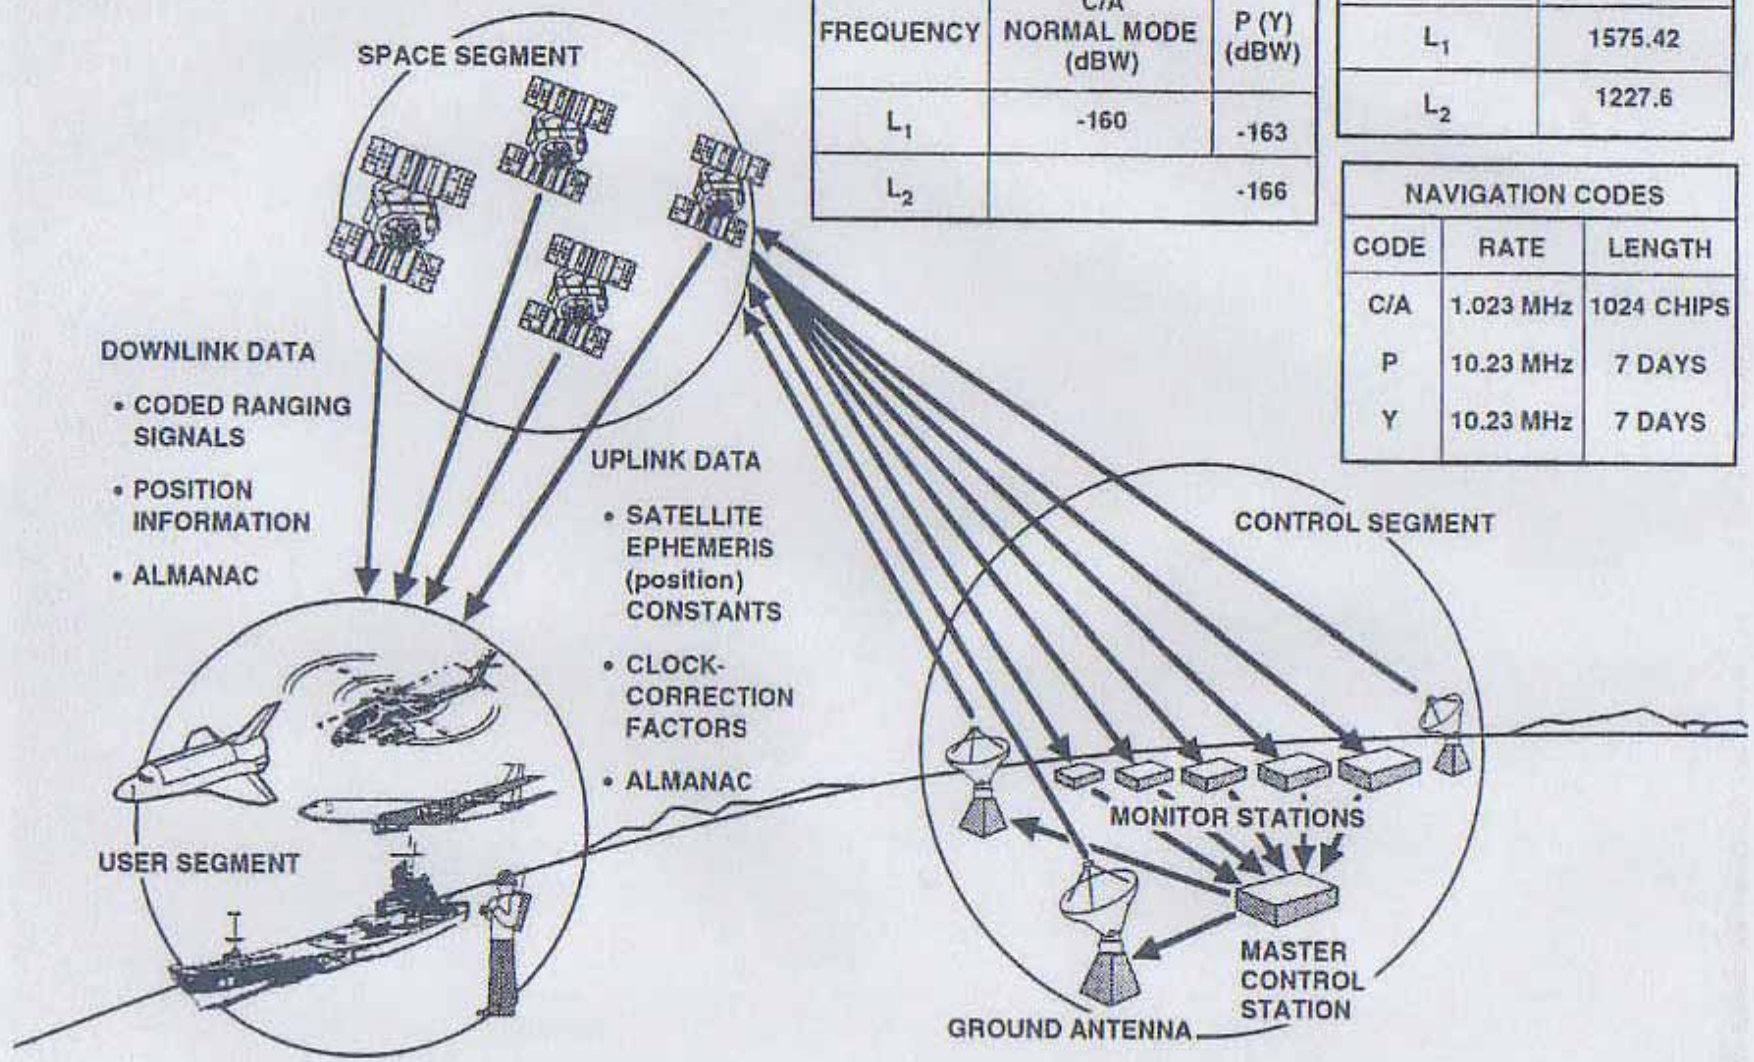 SPACE SEGMENT
C/A
FREQUENCY NORMAL MODE P (Y)
(dBW) (dBW)
L₁ -160 -163
L₂ -166
L₁ 1575.42
L₂ 1227.6
NAVIGATION CODES
CODE RATE LENGTH
C/A 1.023 MHz 1024 CHIPS
P 10.23 MHz 7 DAYS
Y 10.23 MHz 7 DAYS
DOWNLINK DATA
• CODED RANGING
SIGNALS
• POSITION
INFORMATION
• ALMANAC
UPLINK DATA
• SATELLITE
EPHEMERIS
(position)
CONSTANTS
• CLOCK-
CORRECTION
FACTORS
• ALMANAC
CONTROL SEGMENT
MONITOR STATIONS
USER SEGMENT
MASTER
CONTROL
STATION
GROUND ANTENNA